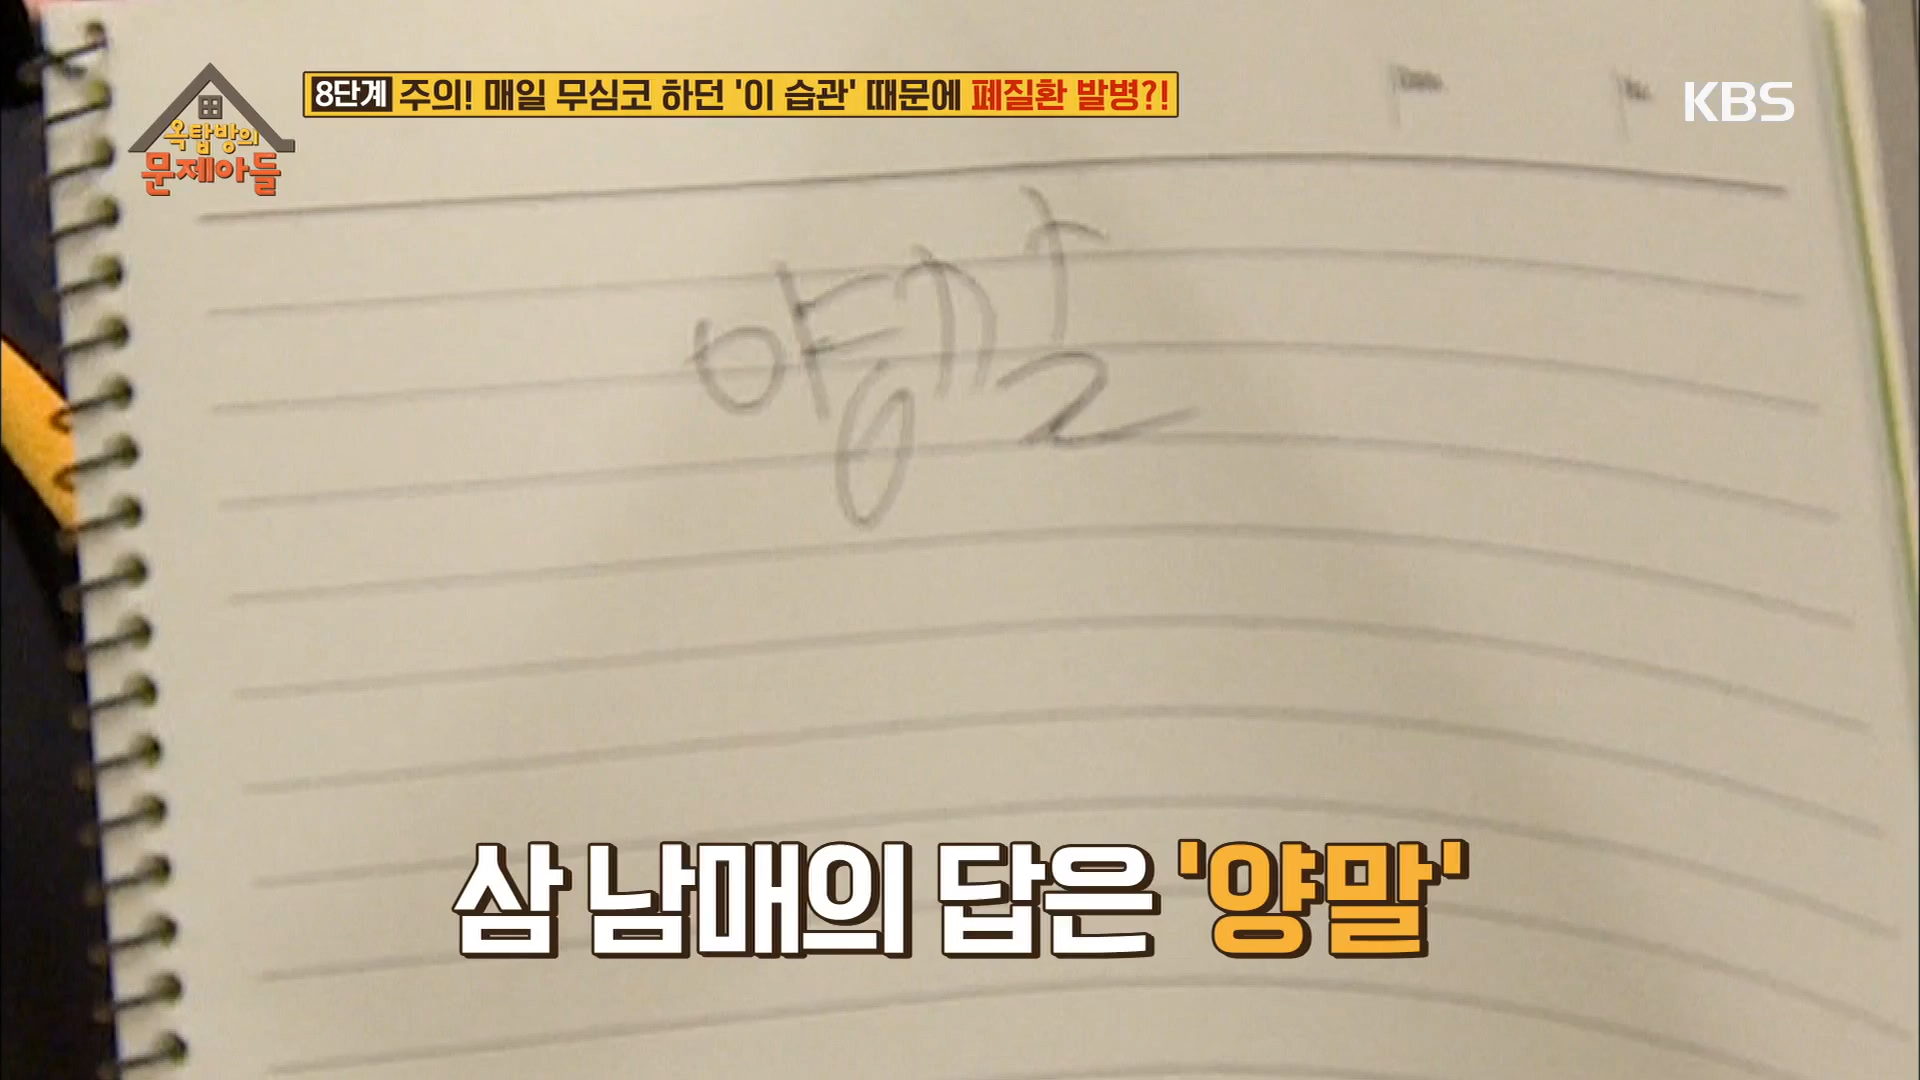 8단계 주의! 매일 무심코 하던 '이 습관' 때문에 폐질환 발병?!
KBS
옥탑방의
문제아들
양말
삼 남매의 답은 '양말'